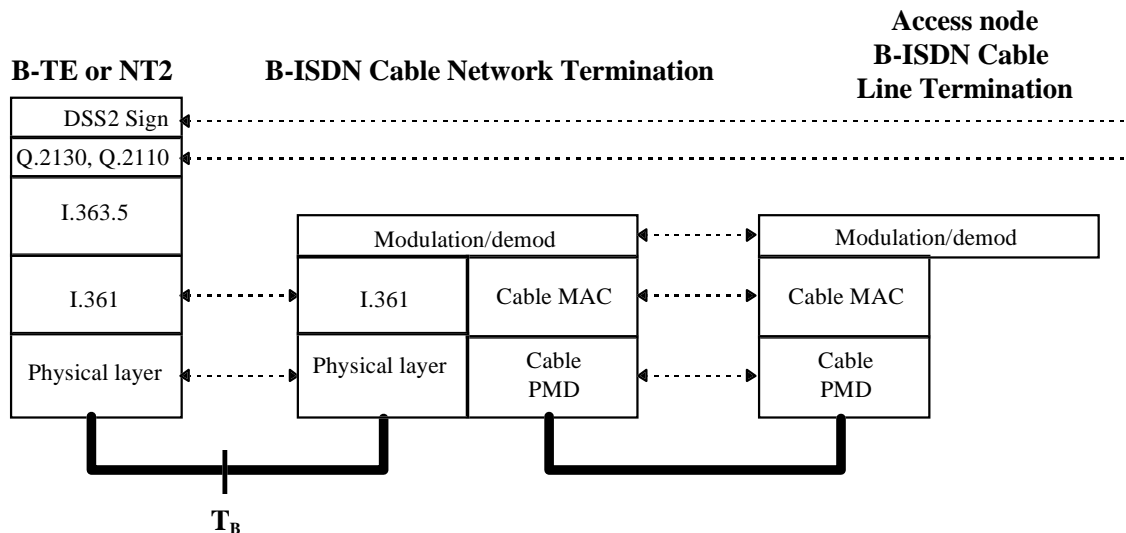 Access node
B-ISDN Cable
Line Termination
B-TE or NT2
B-ISDN Cable Network Termination
DSS2 Sign
Q.2130, Q.2110
I.363.5
Modulation/demod
Modulation/demod
I.361
I.361
Cable MAC
Cable MAC
Physical layer
Physical layer
Cable
PMD
Cable
PMD
TB